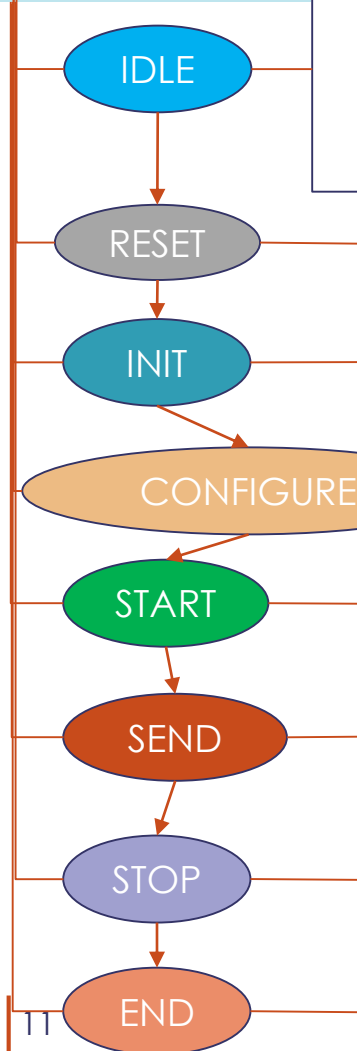 IDLE
RESET
INIT
CONFIGURE
START
SEND
STOP
END
11